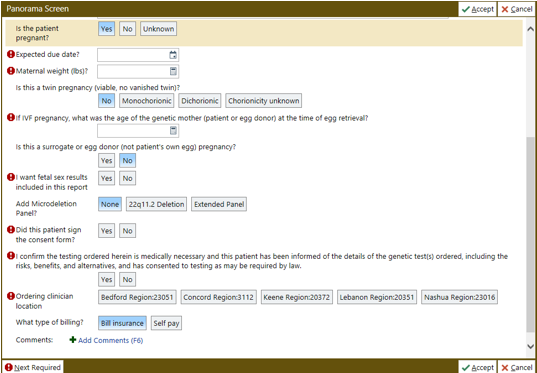 Panorama Screen
Accept Cancel
Is the patient pregnant? Yes No Unknown
Expected due date?
Maternal weight (lbs)?
Is this a twin pregnancy (viable, no vanished twin)?
No Monochorionic Dichorionic Chorionicity unknown
If IVF pregnancy, what was the age of the genetic mother (patient or egg donor) at the time of egg retrieval?
Is this a surrogate or egg donor (not patient's own egg) pregnancy?
Yes No
I want fetal sex results included in this report Yes No
Add Microdeletion Panel? None 22q11.2 Deletion Extended Panel
Did this patient sign the consent form? Yes No
I confirm the testing ordered herein is medically necessary and this patient has been informed of the details of the genetic test(s) ordered, including the
risks, benefits, and alternatives, and has consented to testing as may be required by law.
Yes No
Ordering clinician location Bedford Region:23051 Concord Region:3112 Keene Region:20372 Lebanon Region:20351 Nashua Region:23016
What type of billing? Bill insurance Self pay
Comments: Add Comments (F6)
Next Required Accept Cancel